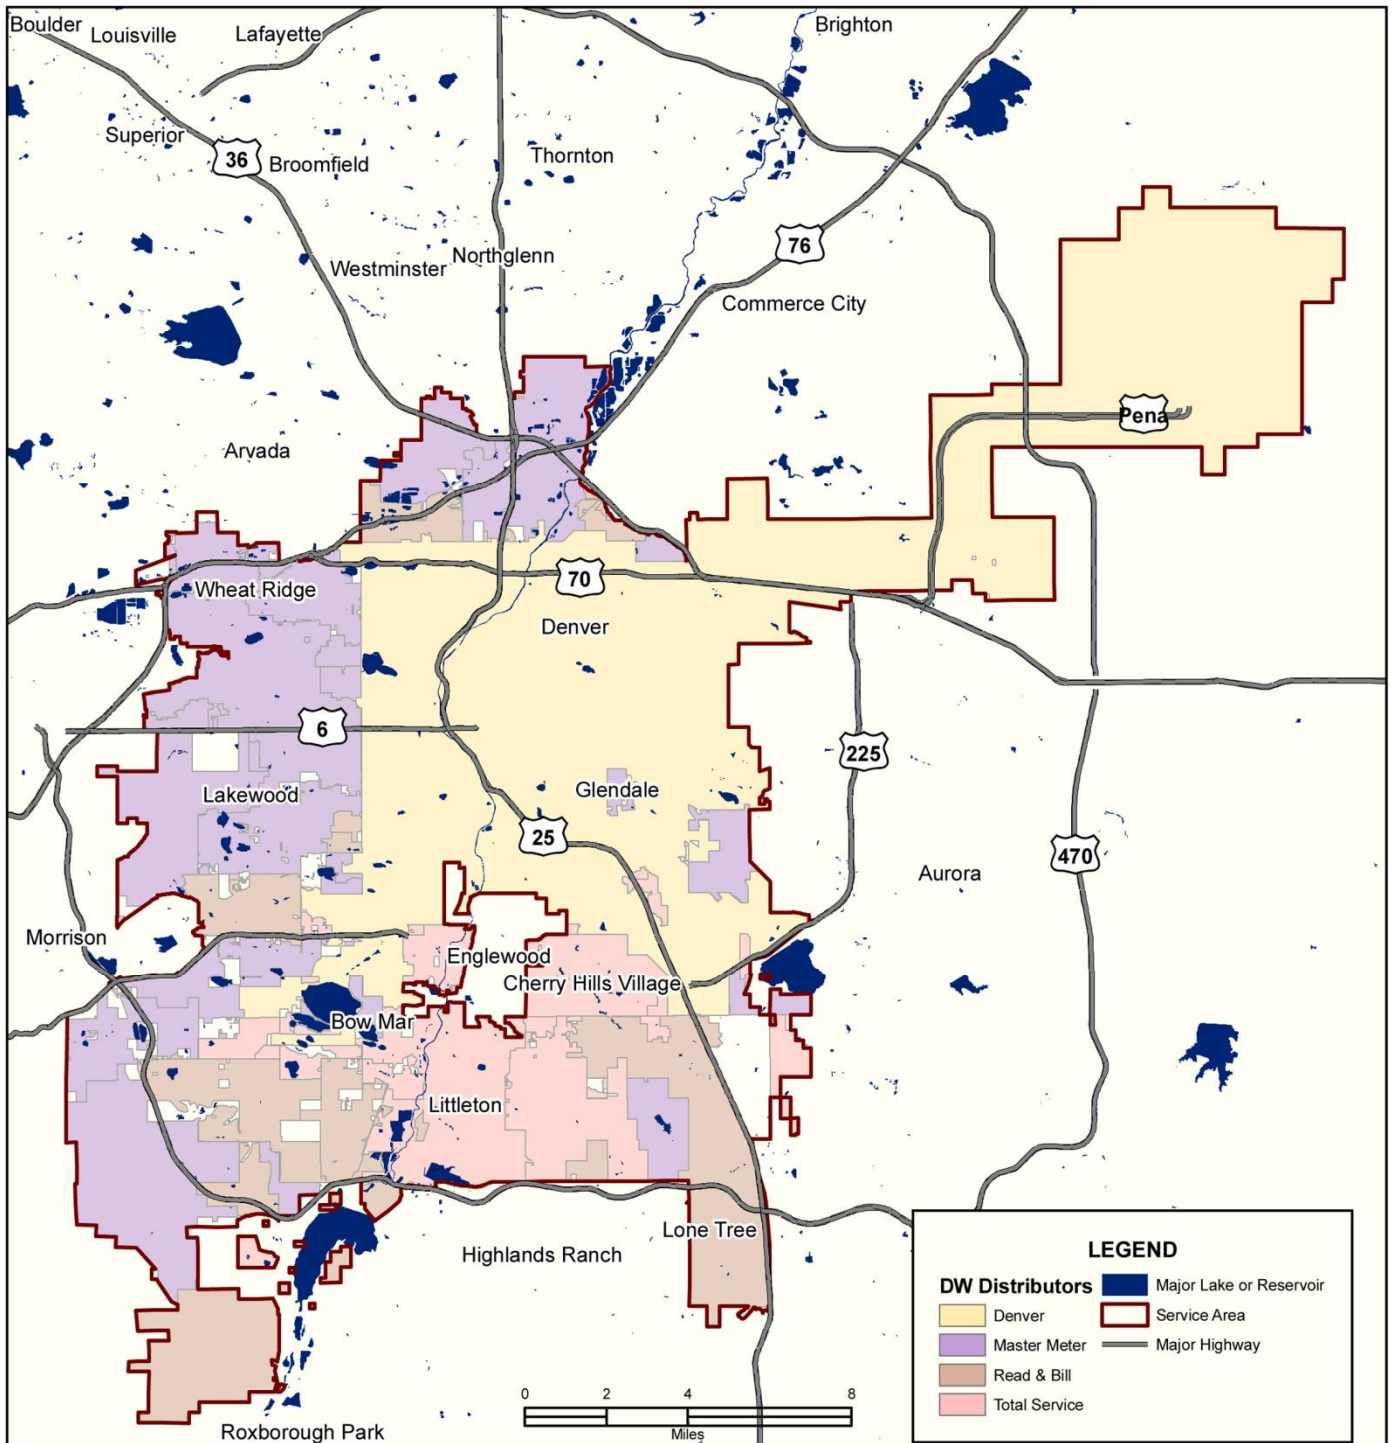 Boulder
Louisville
Lafayette
Brighton
Superior
36
Broomfield
Thornton
Northglenn
Westminster
76
Commerce City
Pena
Arvada
Wheat Ridge
70
Denver
6
225
Lakewood
Glendale
25
470
Aurora
Morrison
Englewood
Cherry Hills Village
Bow Mar
Littleton
Lone Tree
Highlands Ranch
Roxborough Park
0 2 4 8
Miles
LEGEND
DW Distributors
Denver
Master Meter
Read & Bill
Total Service
Major Lake or Reservoir
Service Area
Major Highway